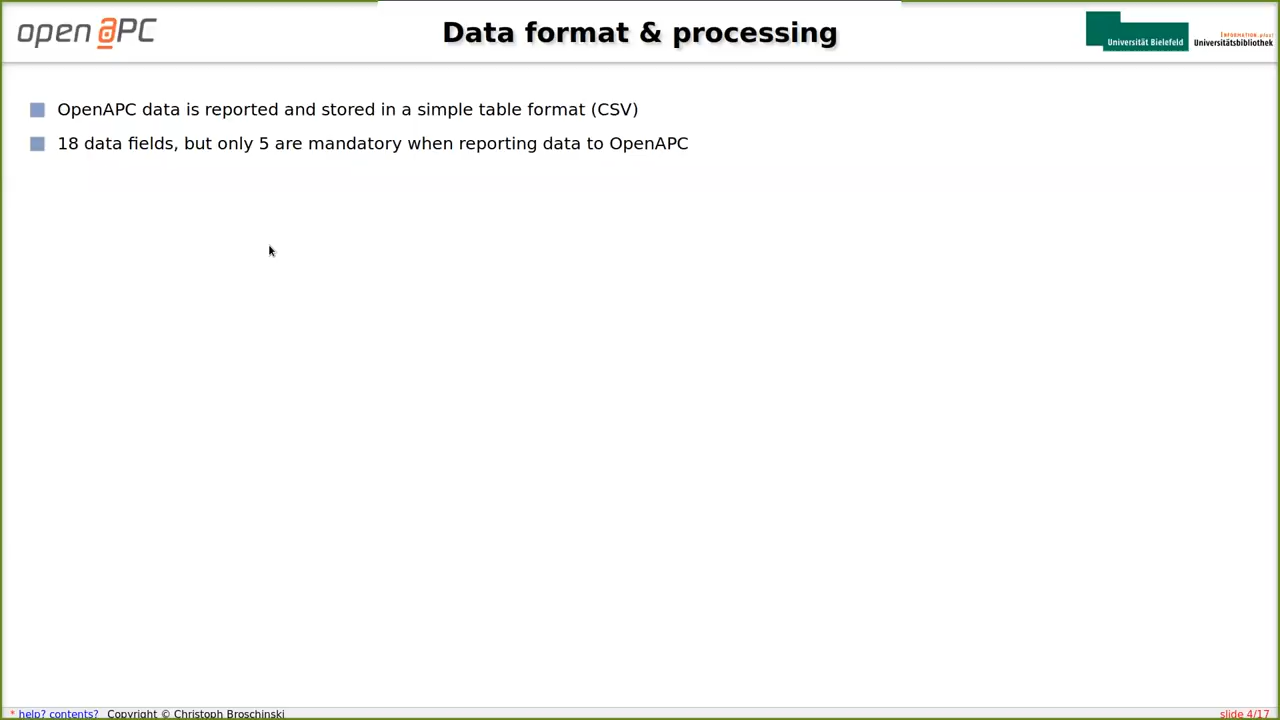 open apc
Data format & processing
Universität Bielefeld
INFORMATION.plus!
Universitätsbibliothek
OpenAPC data is reported and stored in a simple table format (CSV)
18 data fields, but only 5 are mandatory when reporting data to OpenAPC
* help? contents? Copyright © Christoph Broschinski
slide 4/17